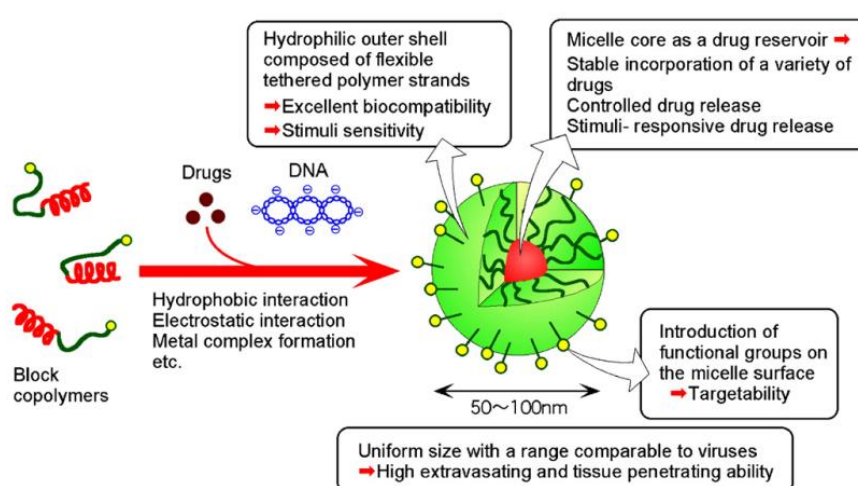 Hydrophilic outer shell
composed of flexible
tethered polymer strands
➡Excellent biocompatibility
➡Stimuli sensitivity
Micelle core as a drug reservoir ➡
Stable incorporation of a variety of
drugs
Controlled drug release
Stimuli- responsive drug release
Drugs
DNA
Hydrophobic interaction
Electrostatic interaction
Metal complex formation
etc.
Block
copolymers
Introduction of
functional groups on
the micelle surface
➡Targetability
50～100nm
Uniform size with a range comparable to viruses
➡High extravasating and tissue penetrating ability